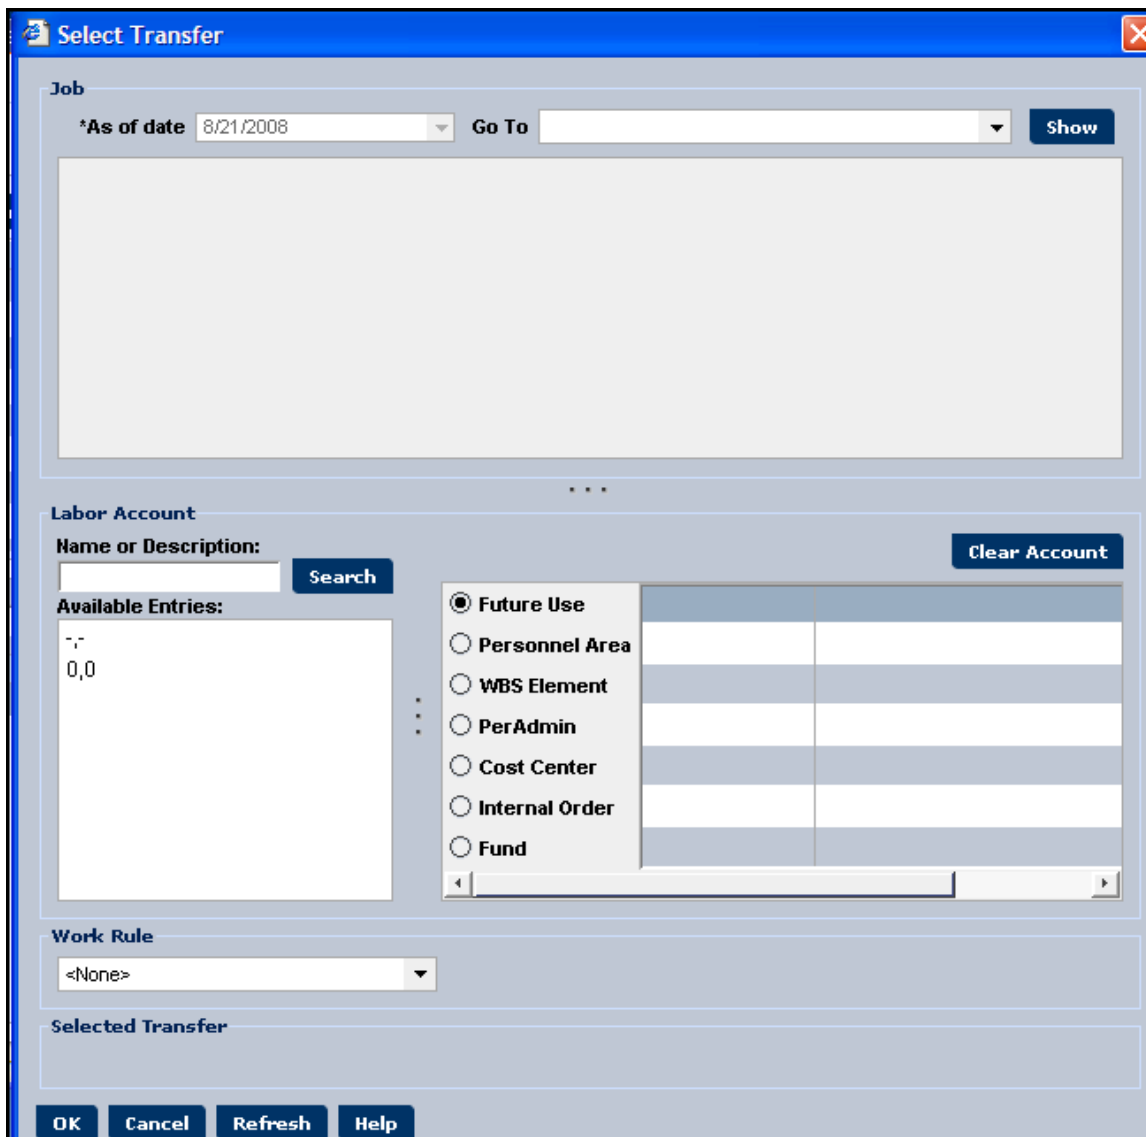 Select Transfer
Job
*As of date 8/21/2008 Go To Show
Labor Account
Name or Description:
Clear Account
Search
Available Entries:
-,-
0,0
Future Use
Personnel Area
WBS Element
PerAdmin
Cost Center
Internal Order
Fund
Work Rule
<None>
Selected Transfer
OK Cancel Refresh Help